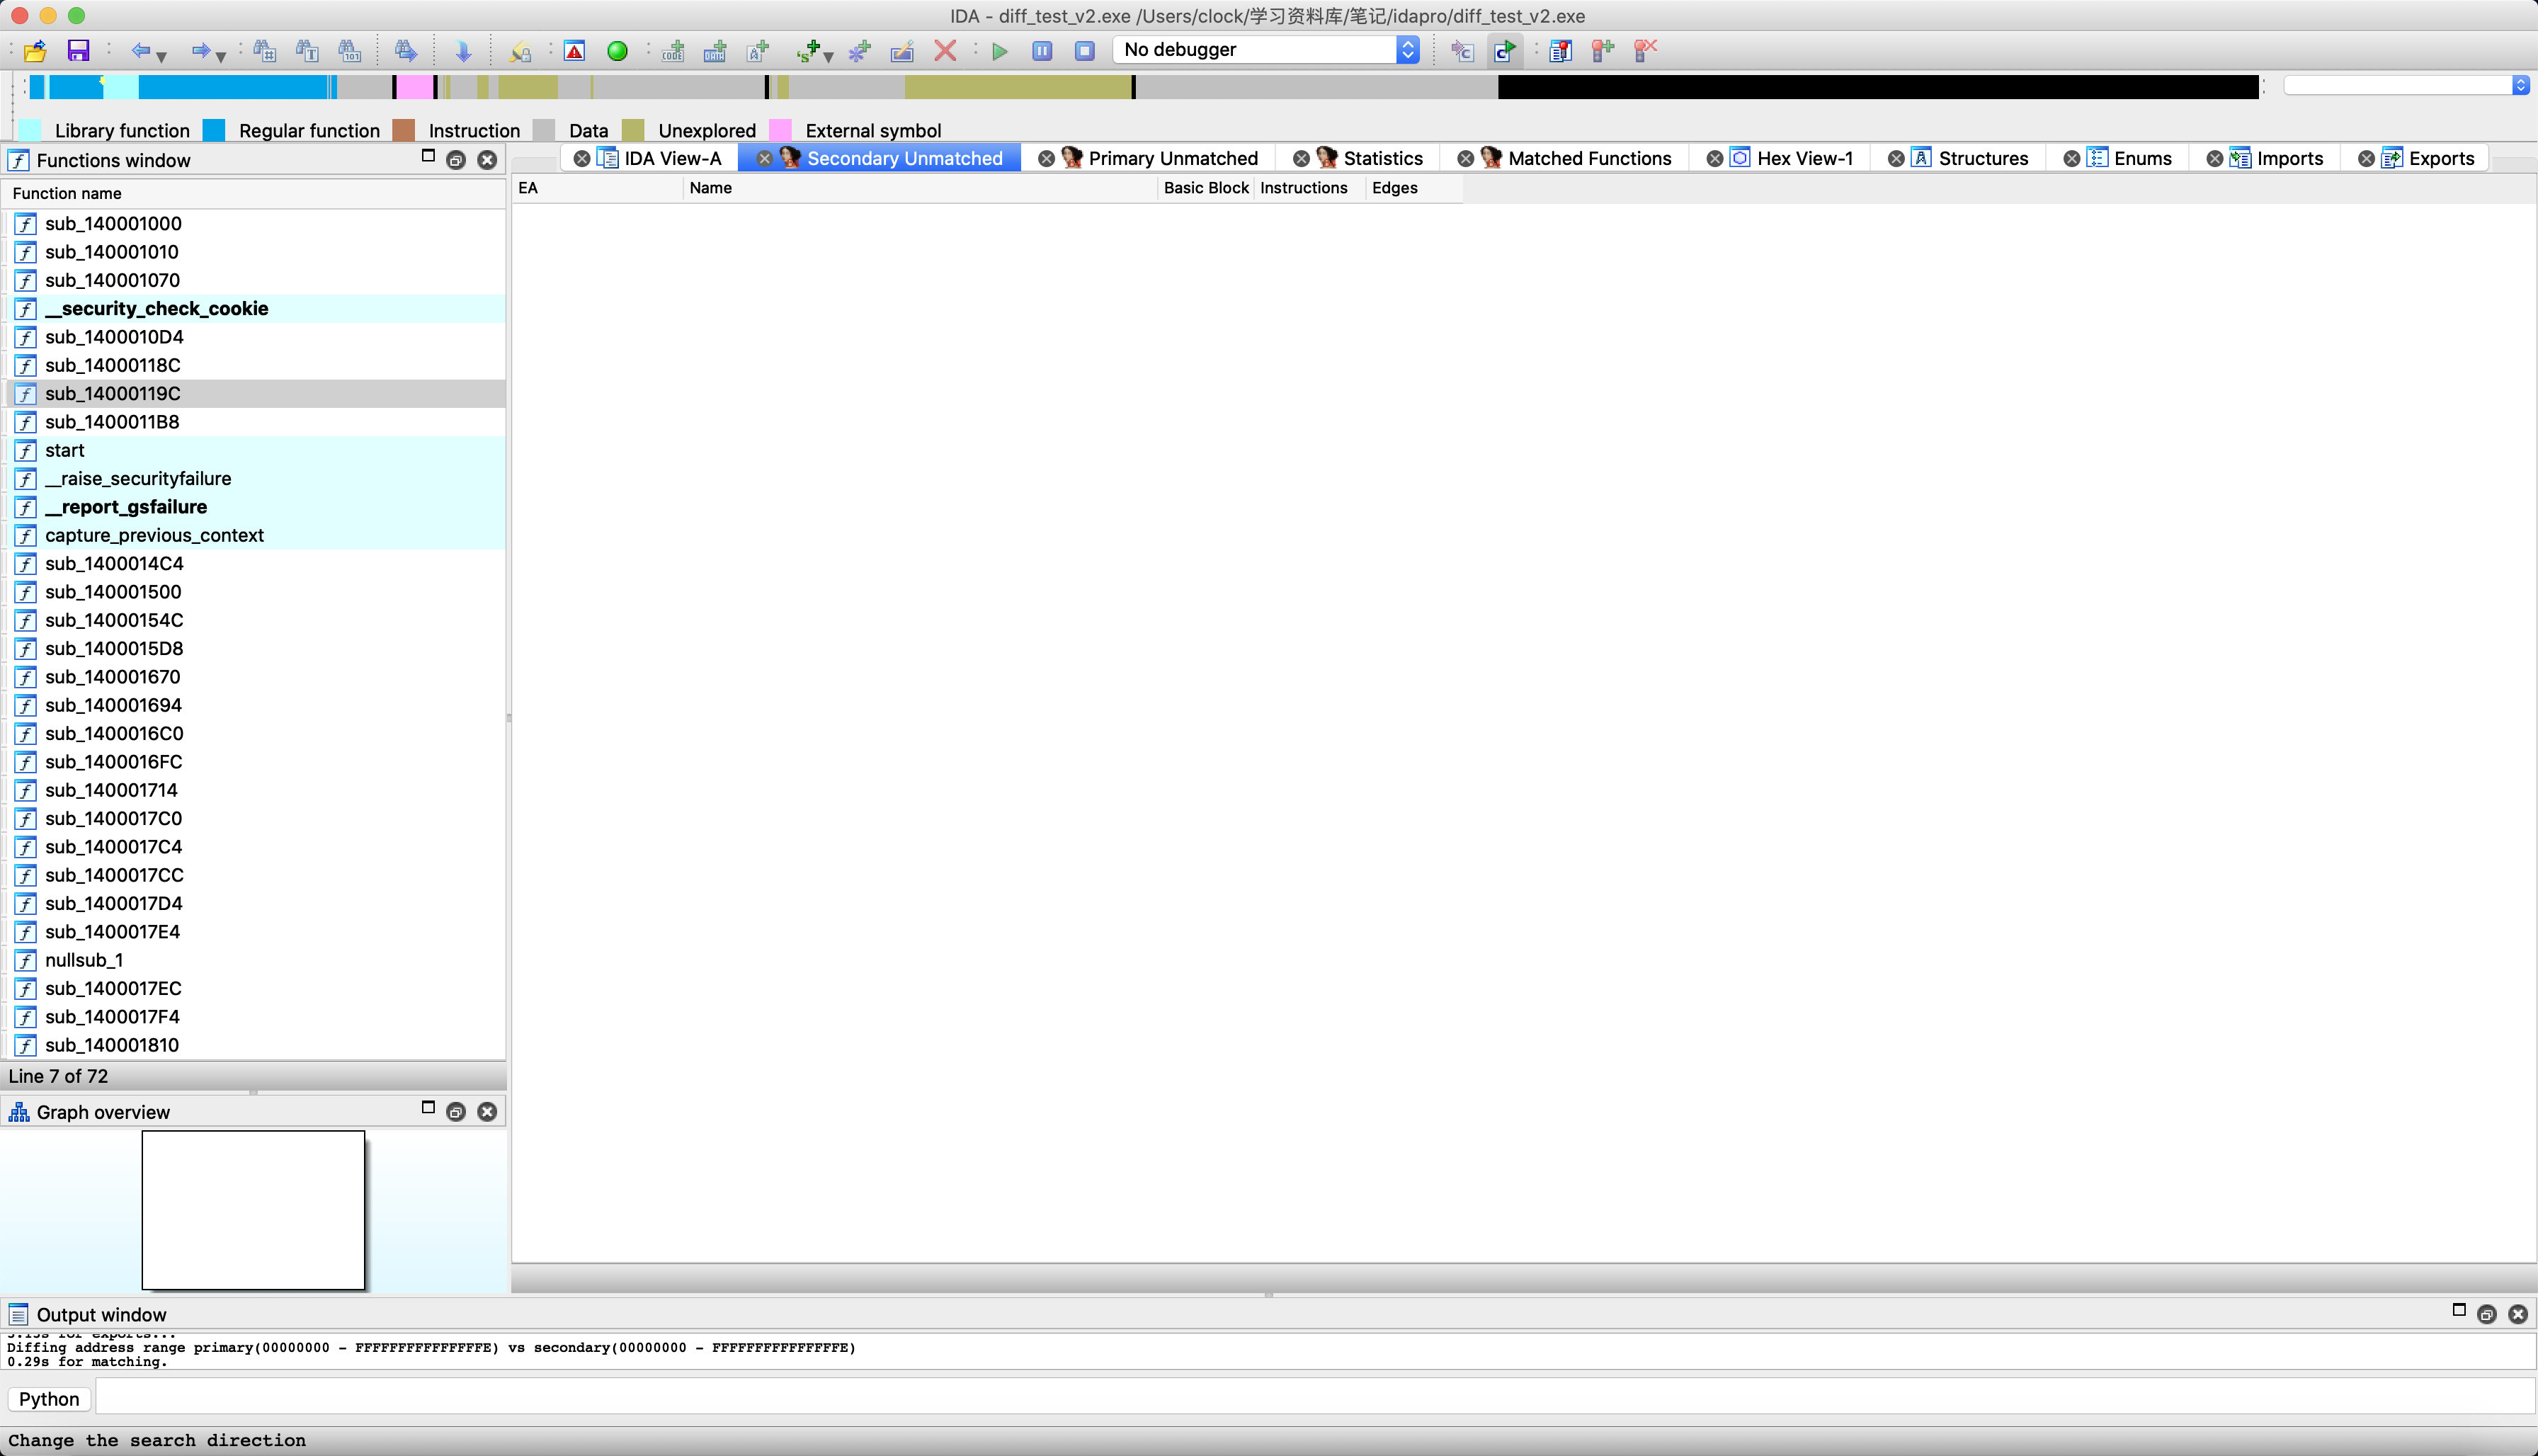 IDA - diff_test_v2.exe /Users/clock/学习资料库/笔记/idapro/diff_test_v2.exe
No debugger
Library function Regular function Instruction Data Unexplored External symbol
Functions window
IDA View-A Secondary Unmatched Primary Unmatched Statistics Matched Functions Hex View-1 Structures Enums Imports Exports
Function name
EA Name Basic Block Instructions Edges
sub_140001000
sub_140001010
sub_140001070
__security_check_cookie
sub_1400010D4
sub_14000118C
sub_14000119C
sub_1400011B8
start
__raise_securityfailure
__report_gsfailure
capture_previous_context
sub_1400014C4
sub_140001500
sub_14000154C
sub_1400015D8
sub_140001670
sub_140001694
sub_1400016C0
sub_1400016FC
sub_140001714
sub_1400017C0
sub_1400017C4
sub_1400017CC
sub_1400017D4
sub_1400017E4
nullsub_1
sub_1400017EC
sub_1400017F4
sub_140001810
Line 7 of 72
Graph overview
Output window
Diffing address range primary(00000000 - FFFFFFFFFFFFFFFE) vs secondary(00000000 - FFFFFFFFFFFFFFFE)
0.29s for matching.
Python
Change the search direction